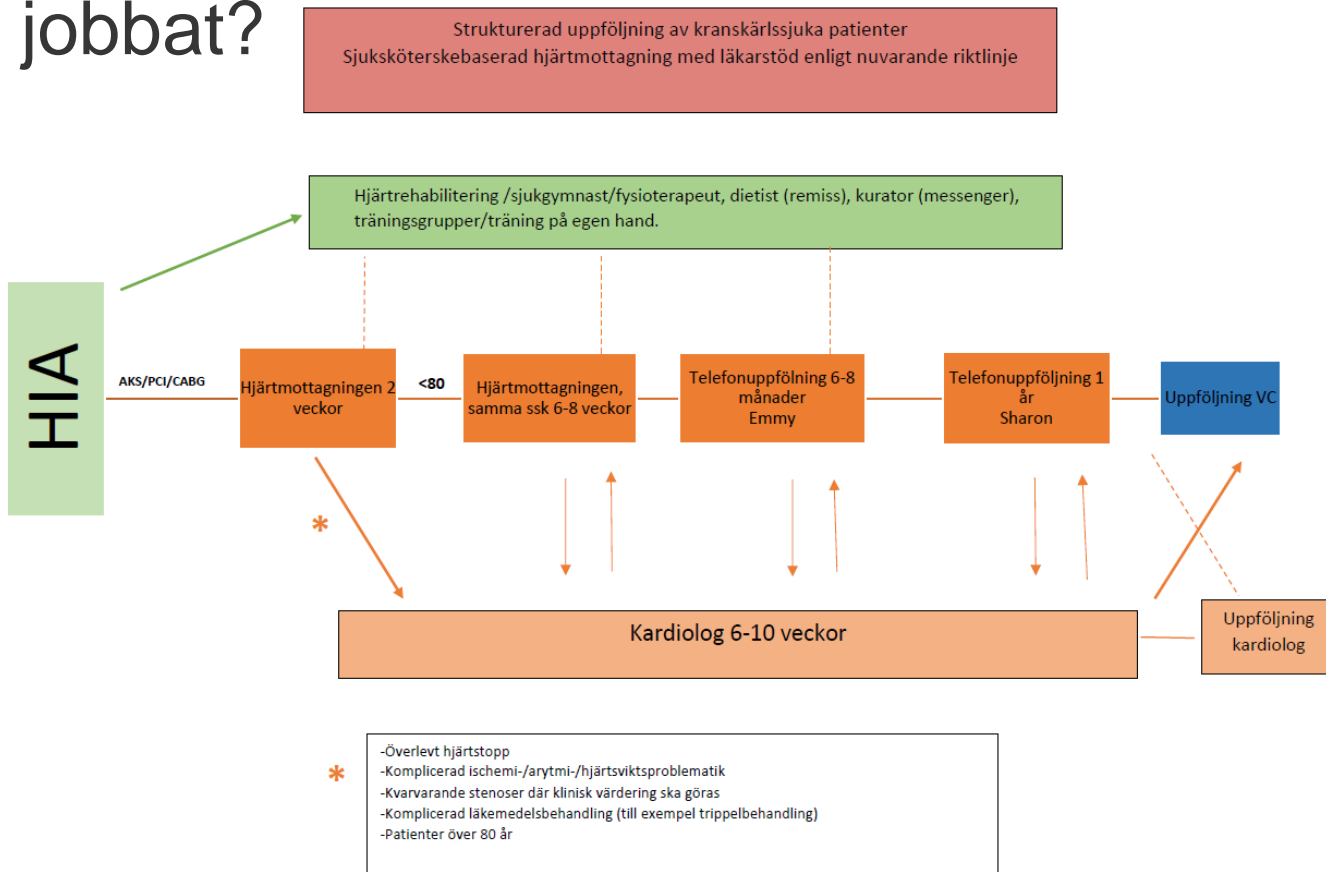 jobbat?
Strukturerad uppföljning av kranskärlssjuka patienter
Sjuksköterskebaserad hjärtmottagning med läkarstöd enligt nuvarande riktlinje
Hjärtrehabilitering /sjukgymnast/fysioterapeut, dietist (remiss), kurator (messenger),
träningsgrupper/träning på egen hand.
HIA
AKS/PCI/CABG
Hjärtmottagningen 2
veckor
<80
Hjärtmottagningen,
samma ssk 6-8 veckor
Telefonuppfölning 6-8
månader
Emmy
Telefonuppföljning 1
år
Sharon
Uppföljning VC
*
Kardiolog 6-10 veckor
Uppföljning
kardiolog
*
-Överlevt hjärtstopp
-Komplicerad ischemi-/arytmi-/hjärtsviktsproblematik
-Kvarvarande stenoser där klinisk värdering ska göras
-Komplicerad läkemedelsbehandling (till exempel trippelbehandling)
-Patienter över 80 år